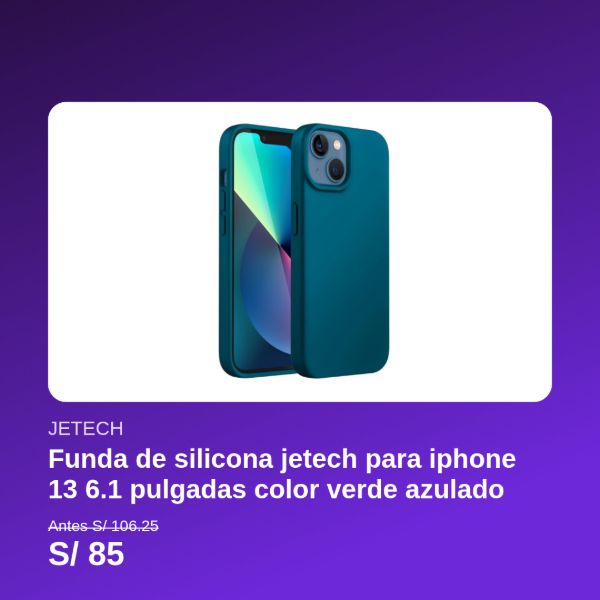 JETECH
Funda de silicona jetech para iphone
13 6.1 pulgadas color verde azulado
Antes S/ 106.25
S/ 85